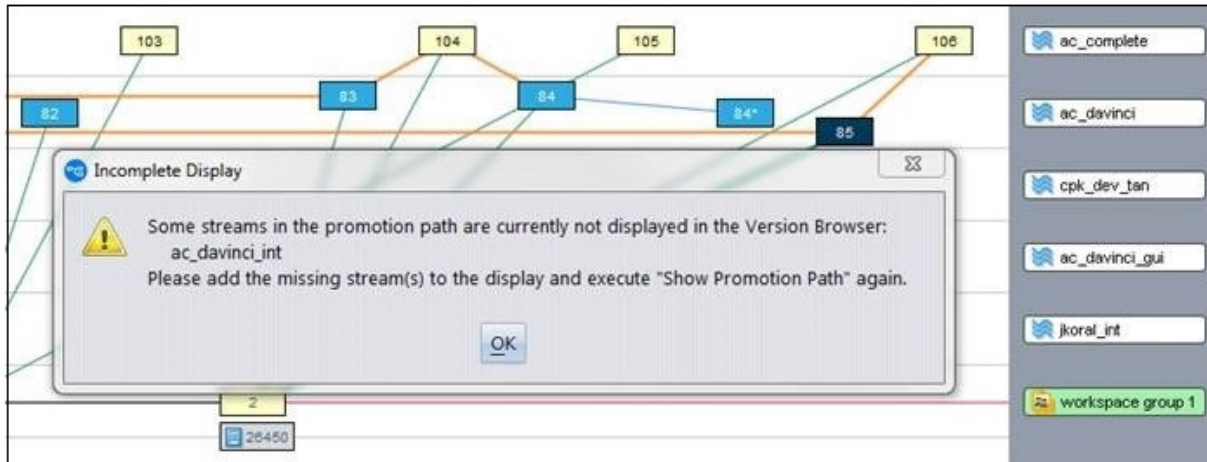 103
104
105
106
ac_complete
82
83
84
84*
85
ac_davinci
Incomplete Display
Some streams in the promotion path are currently not displayed in the Version Browser:
ac_davinci_int
Please add the missing stream(s) to the display and execute "Show Promotion Path" again.
OK
cpk_dev_tan
ac_davinci_gui
jkoral_int
2
workspace group 1
26450